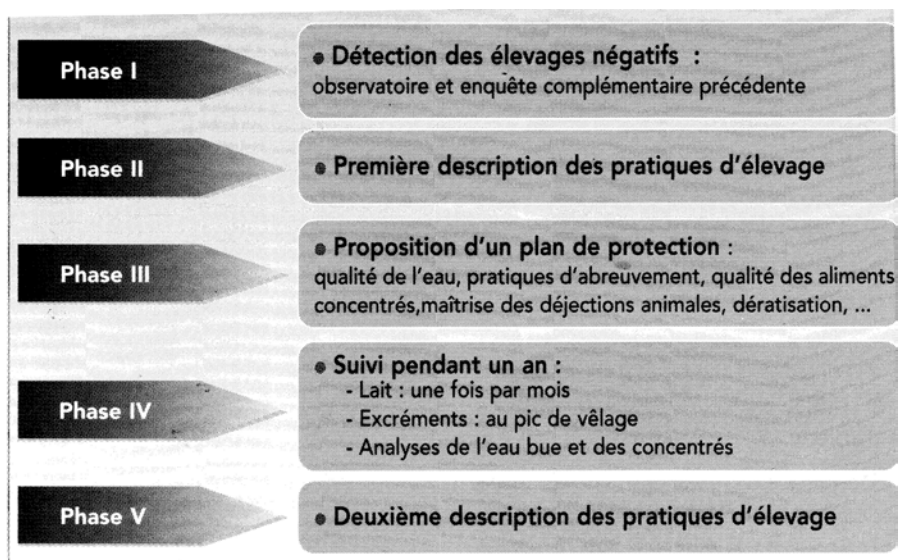 Phase I
• Détection des élevages négatifs :
observatoire et enquête complémentaire précédente
Phase II
• Première description des pratiques d'élevage
Phase III
• Proposition d'un plan de protection :
qualité de l'eau, pratiques d'abreuvement, qualité des aliments
concentrés,maîtrise des déjections animales, dératisation, ...
Phase IV
• Suivi pendant un an :
- Lait : une fois par mois
- Excréments : au pic de vêlage
- Analyses de l'eau bue et des concentrés
Phase V
• Deuxième description des pratiques d'élevage